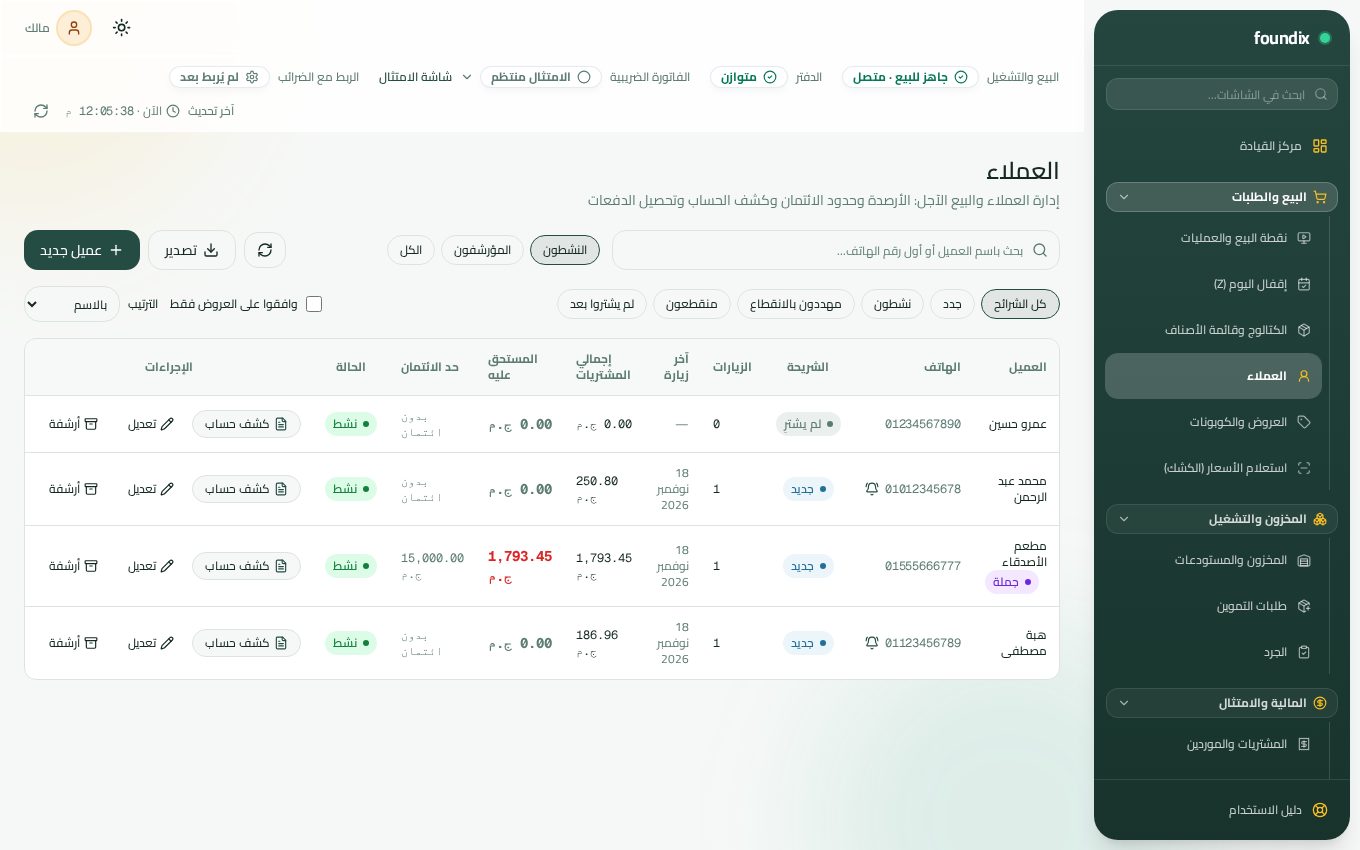 foundix
ابحث في الشاشات...
مركز القيادة
البيع والطلبات
نقطة البيع والعمليات
إقفال اليوم (Z)
الكتالوج وقائمة الأصناف
العملاء
العروض والكوبونات
استعلام الأسعار (الكشك)
المخزون والتشغيل
المخزون والمستودعات
طلبات التموين
الجرد
المالية والامتثال
المشتريات والموردين
دليل الاستخدام
مالك
البيع والتشغيل جاهز للبيع · متصل الدفتر متوازن الفاتورة الضريبية الامتثال منتظم شاشة الامتثال الربط مع الضرائب لم يُربط بعد
آخر تحديث الآن · 12:05:38 م
العملاء
إدارة العملاء والبيع الآجل: الأرصدة وحدود الائتمان وكشف الحساب وتحصيل الدفعات
بحث باسم العميل أو أول رقم الهاتف... النشطون المؤرشفون الكل تصدير عميل جديد
كل الشرائح جدد نشطون مهددون بالانقطاع منقطعون لم يشتروا بعد وافقوا على العروض فقط الترتيب بالاسم
العميل الهاتف الشريحة الزيارات آخر زيارة إجمالي المشتريات المستحق عليه حد الائتمان الحالة الإجراءات
عمرو حسين 01234567890 لم يشترِ 0 — 0.00 ج.م 0.00 ج.م بدون ائتمان نشط كشف حساب تعديل أرشفة
محمد عبد الرحمن 01012345678 جديد 1 18 نوفمبر 2026 250.80 ج.م 0.00 ج.م بدون ائتمان نشط كشف حساب تعديل أرشفة
مطعم الأصدقاء جملة 01555666777 جديد 1 18 نوفمبر 2026 1,793.45 ج.م 1,793.45 ج.م 15,000.00 ج.م نشط كشف حساب تعديل أرشفة
هبة مصطفى 01123456789 جديد 1 18 نوفمبر 2026 186.96 ج.م 0.00 ج.م بدون ائتمان نشط كشف حساب تعديل أرشفة